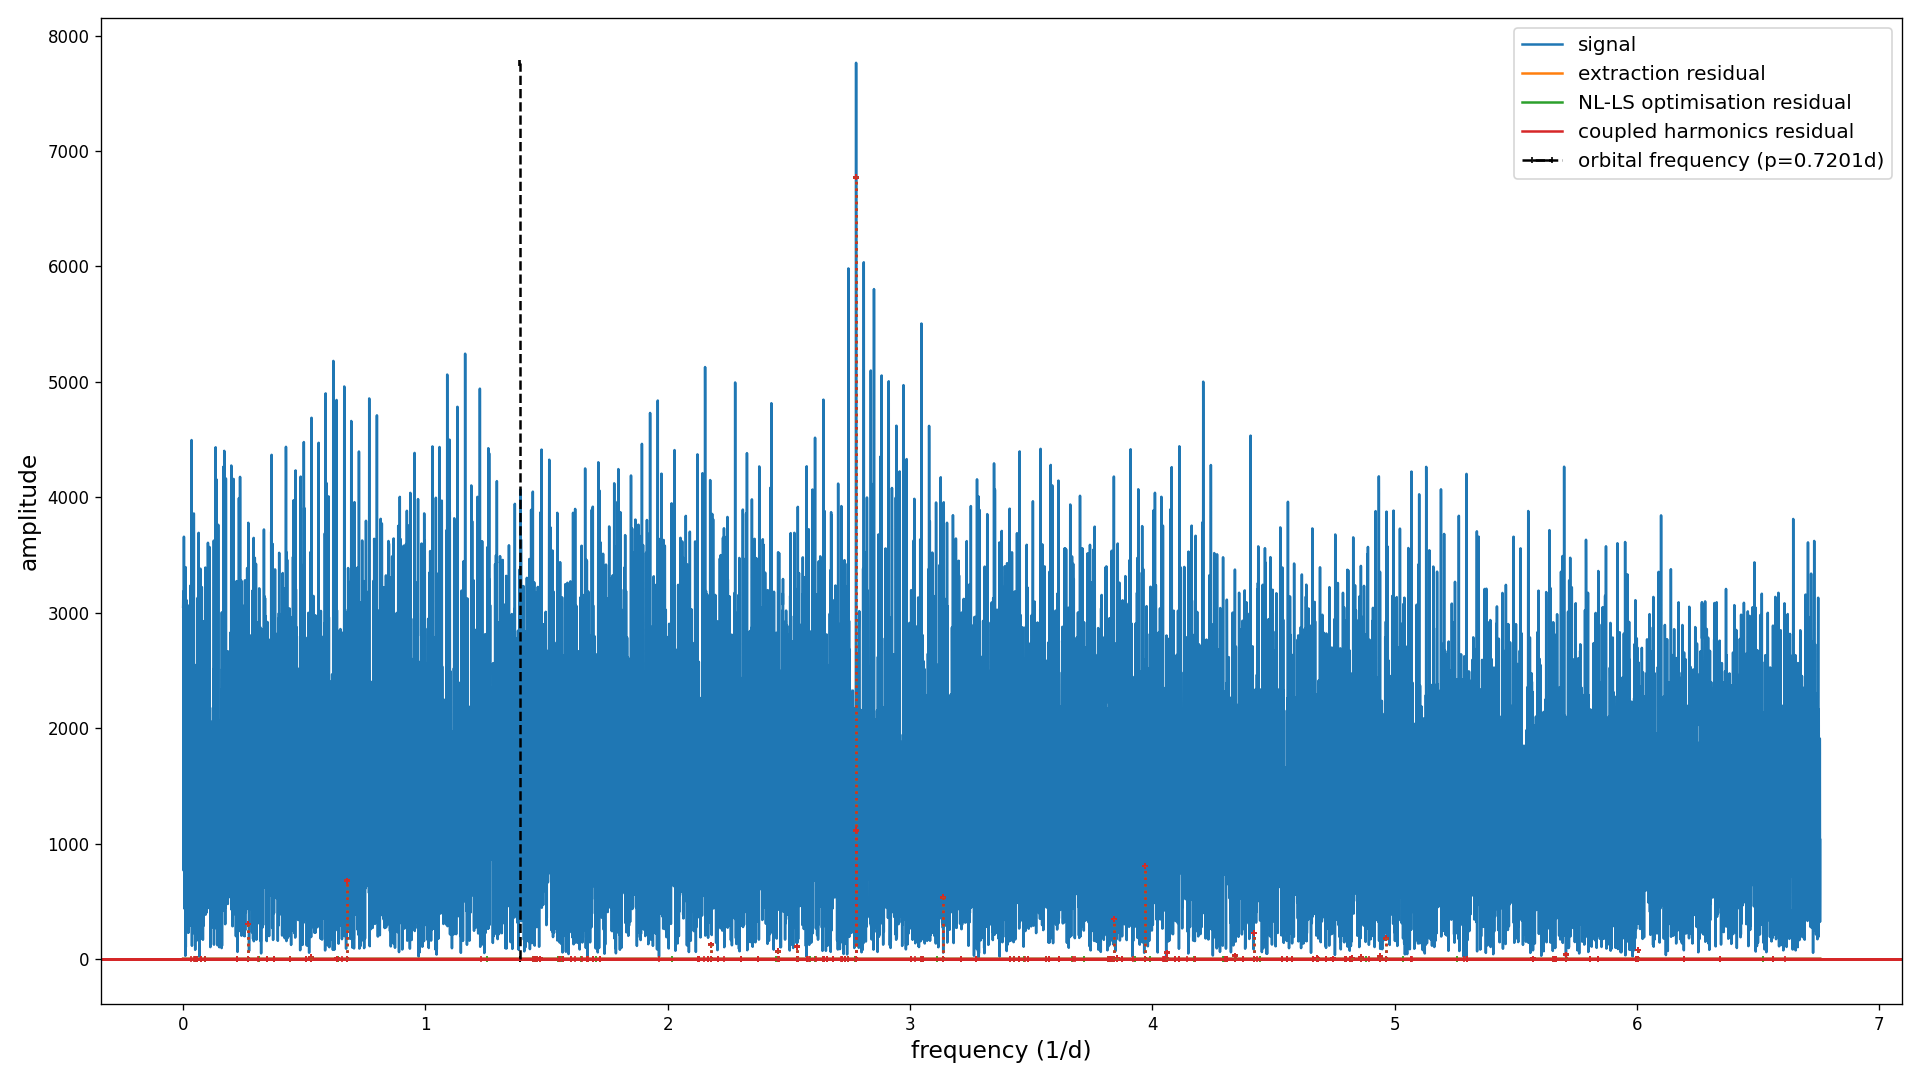 8000
7000
6000
5000
4000
3000
2000
1000
0
amplitude
signal
extraction residual
NL-LS optimisation residual
coupled harmonics residual
orbital frequency (p=0.7201d)
0 1 2 3 4 5 6 7
frequency (1/d)